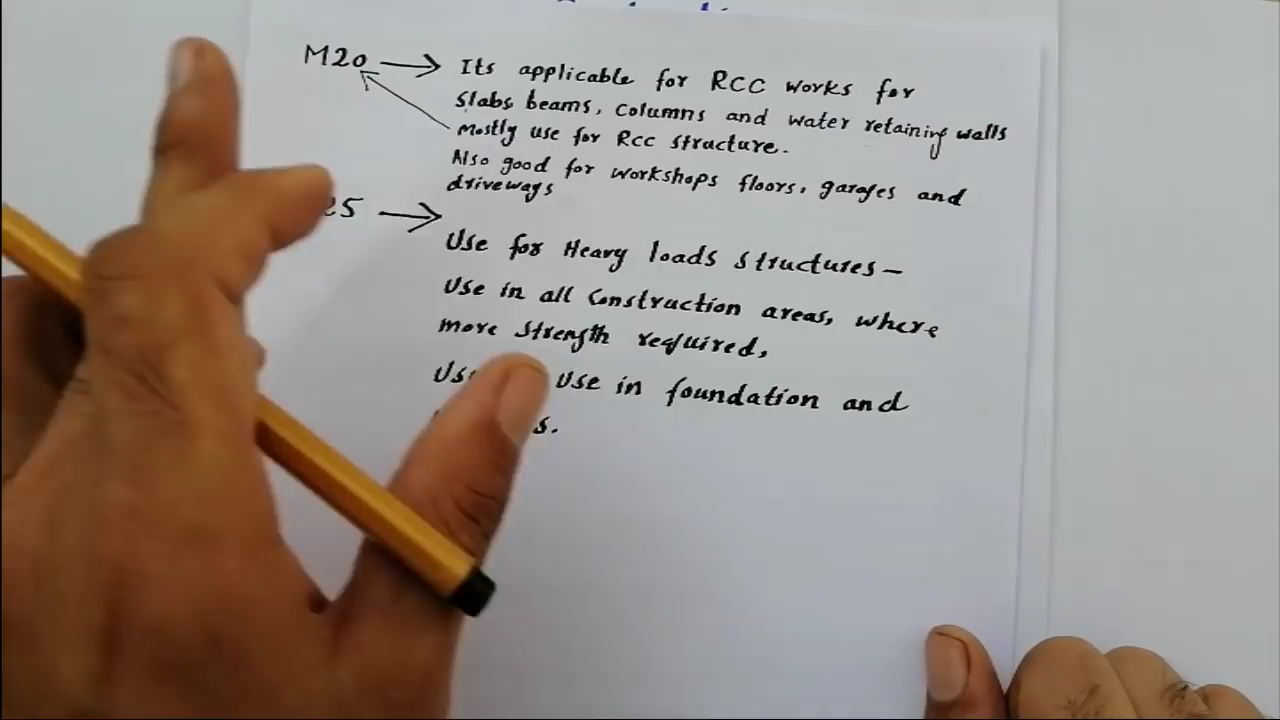 M20 → Its applicable for RCC works for
Slabs beams, Columns and water retaining walls
Mostly use for Rcc structure.
Also good for workshops floors, garages and
driveways
25 →
Use for Heavy loads structures-
Use in all Construction areas, where
more Strength required,
use in foundation and